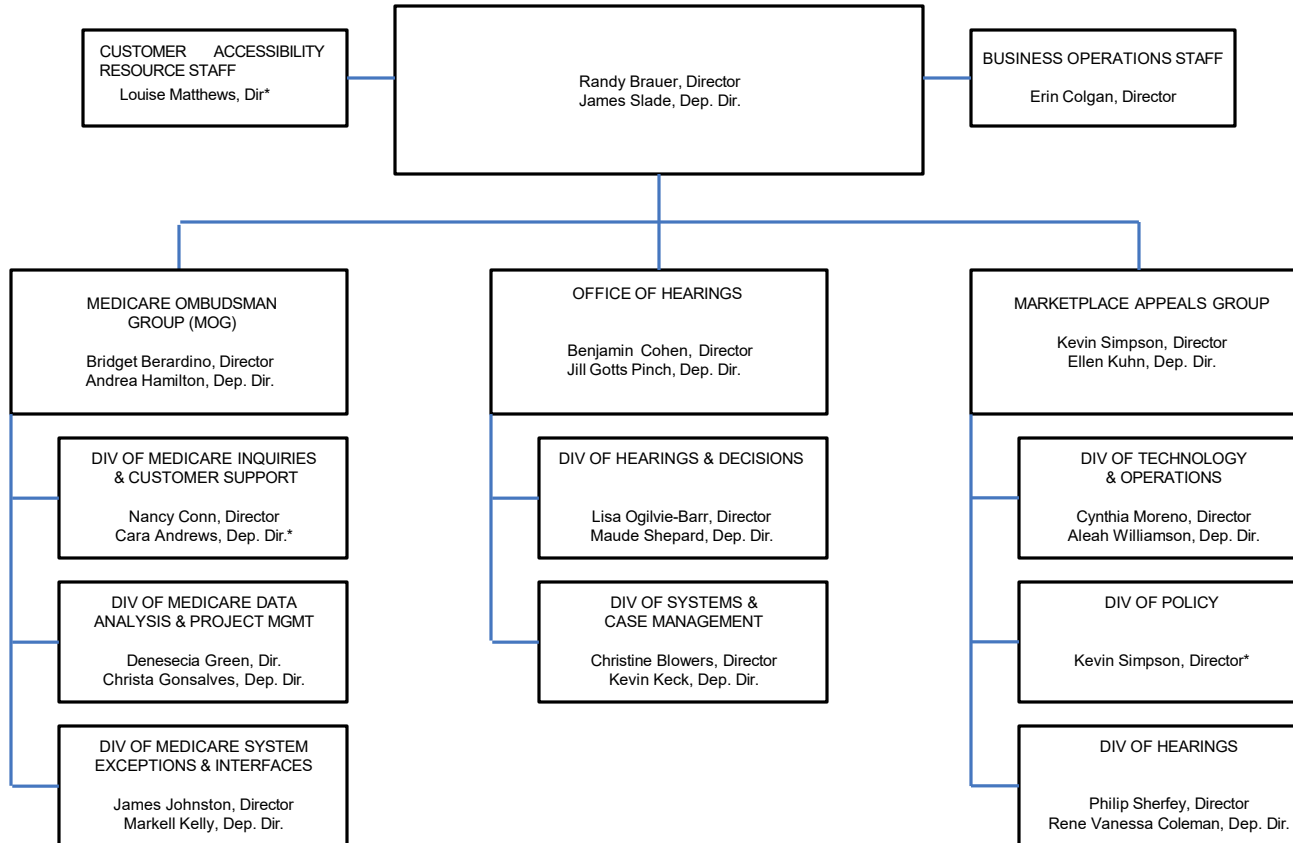 CUSTOMER ACCESSIBILITY
RESOURCE STAFF
Louise Matthews, Dir*
Randy Brauer, Director
James Slade, Dep. Dir.
BUSINESS OPERATIONS STAFF
Erin Colgan, Director
MEDICARE OMBUDSMAN
GROUP (MOG)
Bridget Berardino, Director
Andrea Hamilton, Dep. Dir.
DIV OF MEDICARE INQUIRIES
& CUSTOMER SUPPORT
Nancy Conn, Director
Cara Andrews, Dep. Dir.*
DIV OF MEDICARE DATA
ANALYSIS & PROJECT MGMT
Denesecia Green, Dir.
Christa Gonsalves, Dep. Dir.
DIV OF MEDICARE SYSTEM
EXCEPTIONS & INTERFACES
James Johnston, Director
Markell Kelly, Dep. Dir.
OFFICE OF HEARINGS
Benjamin Cohen, Director
Jill Gotts Pinch, Dep. Dir.
DIV OF HEARINGS & DECISIONS
Lisa Ogilvie-Barr, Director
Maude Shepard, Dep. Dir.
DIV OF SYSTEMS &
CASE MANAGEMENT
Christine Blowers, Director
Kevin Keck, Dep. Dir.
MARKETPLACE APPEALS GROUP
Kevin Simpson, Director
Ellen Kuhn, Dep. Dir.
DIV OF TECHNOLOGY
& OPERATIONS
Cynthia Moreno, Director
Aleah Williamson, Dep. Dir.
DIV OF POLICY
Kevin Simpson, Director*
DIV OF HEARINGS
Philip Sherfey, Director
Rene Vanessa Coleman, Dep. Dir.